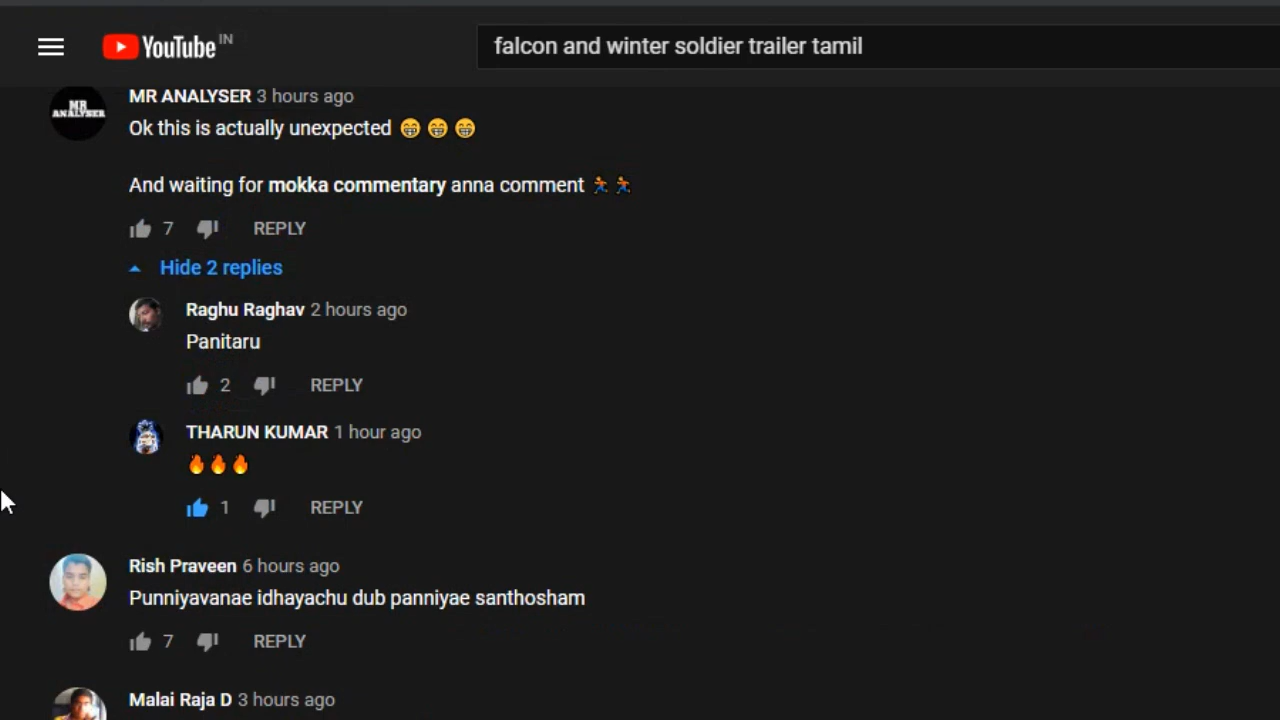 YouTube IN
falcon and winter soldier trailer tamil
MR ANALYSER
MR ANALYSER 3 hours ago
Ok this is actually unexpected 😁 😁 😁
And waiting for mokka commentary anna comment 🏃 🏃
7 REPLY
Hide 2 replies
Raghu Raghav 2 hours ago
Panitaru
2 REPLY
THARUN KUMAR 1 hour ago
🔥🔥🔥
1 REPLY
Rish Praveen 6 hours ago
Punniyavanae idhayachu dub panniyae santhosham
7 REPLY
Malai Raja D 3 hours ago